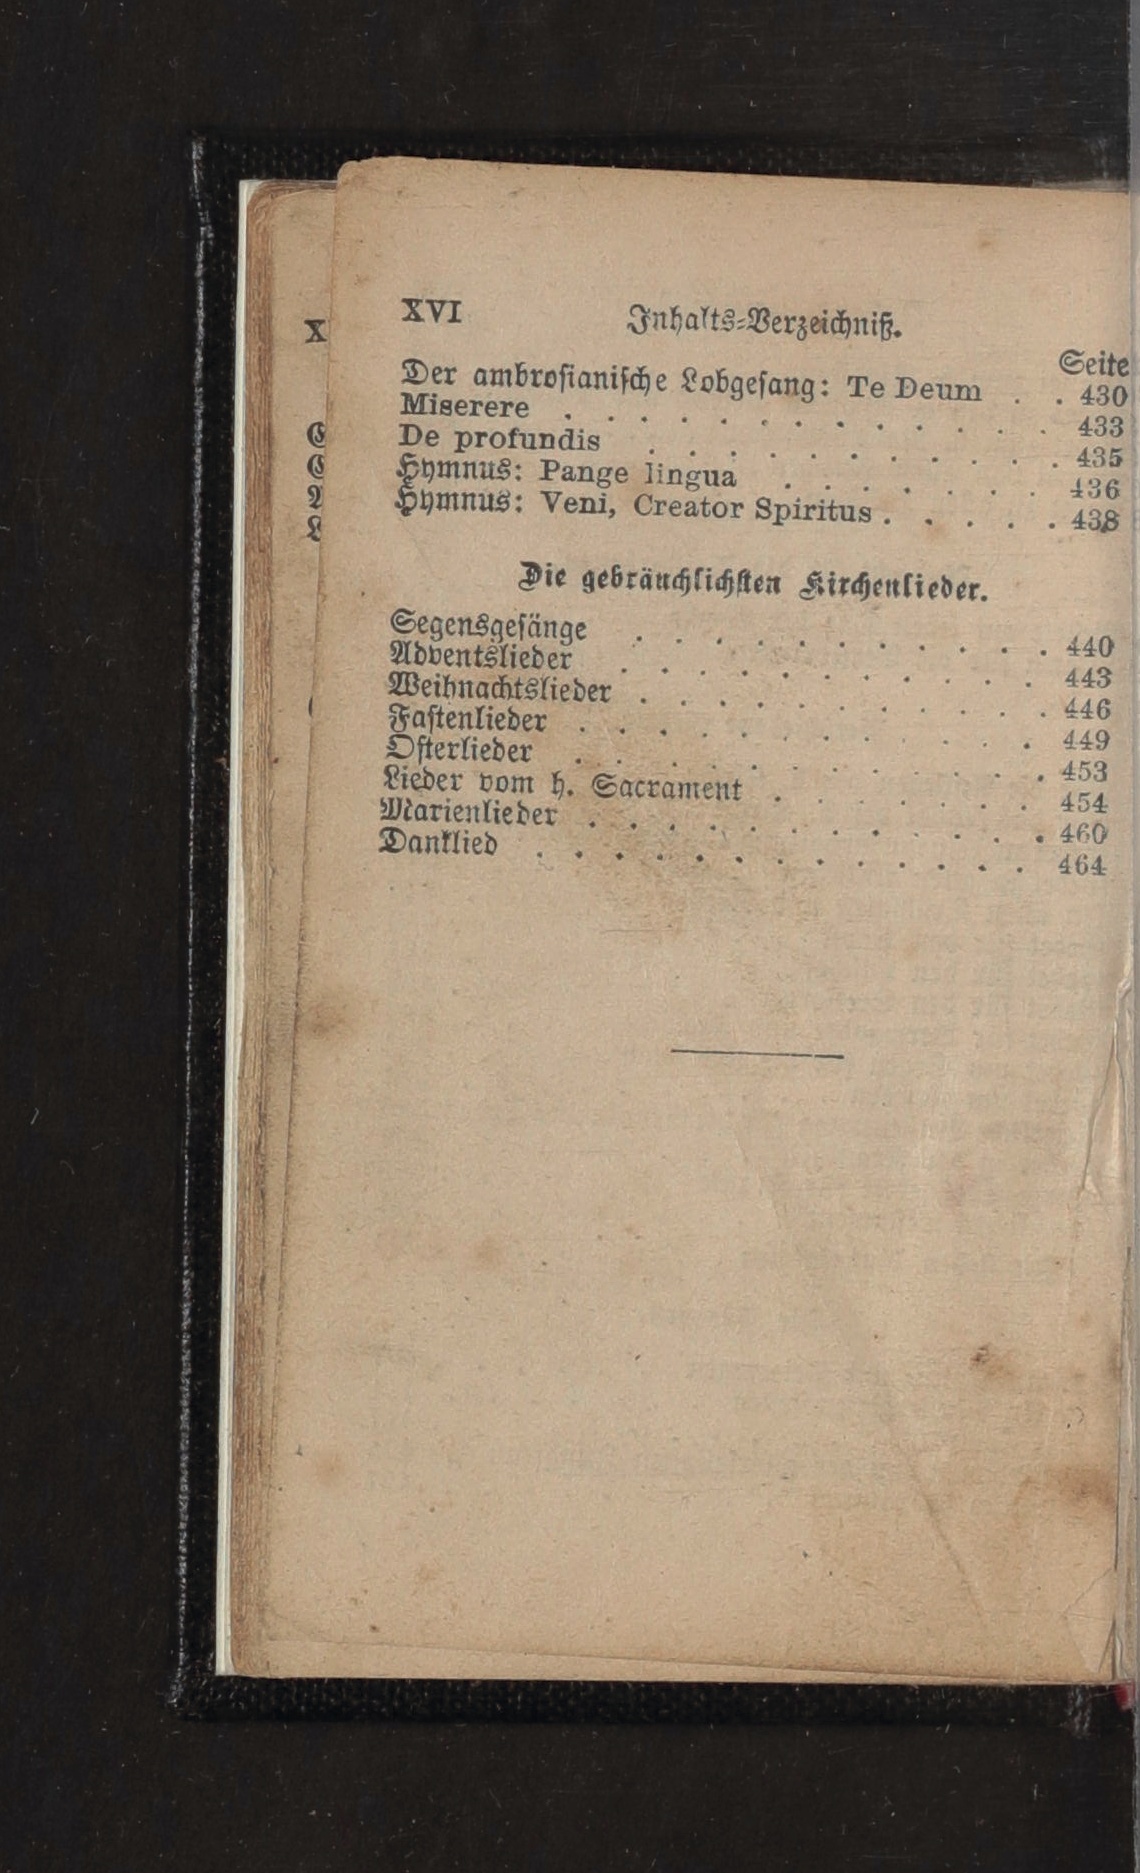 XVI Inhalts-Verzeichniß.
Seite
Der ambrosianische Lobgesang: Te Deum . . 430
Miserere . . . . . . . . . . . . . 433
De profundis . . . . . . . . . . . 435
Hymnus: Pange lingua . . . . . . . 436
Hymnus: Veni, Creator Spiritus . . . . . 438
Die gebräuchlichsten Kirchenlieder.
Segensgesänge . . . . . . . . . . . 440
Adventslieder . . . . . . . . . . . 443
Weihnachtslieder . . . . . . . . . . . 446
Fastenlieder . . . . . . . . . . . . 449
Osterlieder . . . . . . . . . . . . 453
Lieder vom h. Sacrament . . . . . . . 454
Marienlieder . . . . . . . . . . . . 460
Danklied . . . . . . . . . . . . . 464